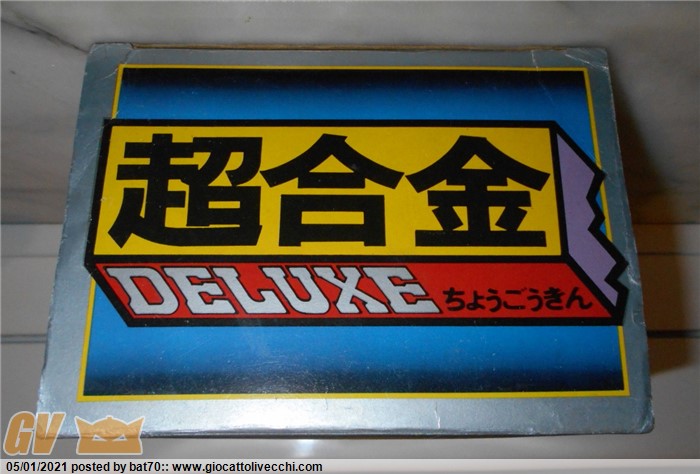 超合金
DELUXE ちょうごうきん
GV
05/01/2021 posted by bat70:: www.giocattolivecchi.com